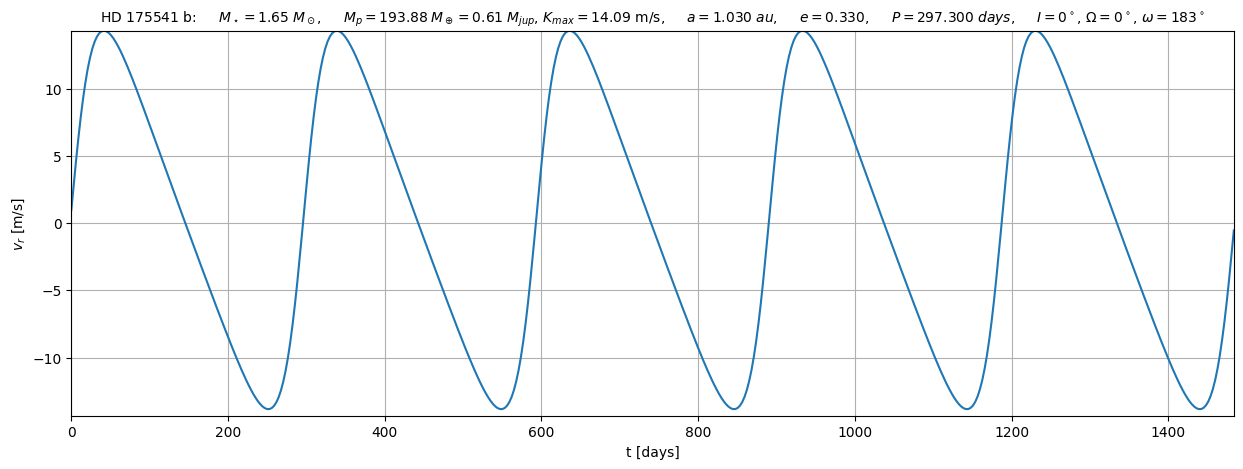 HD 175541 b: M⋆ = 1.65 M⊙, Mp = 193.88 M⊕ = 0.61 Mjup, Kmax = 14.09 m/s, a = 1.030 au, e = 0.330, P = 297.300 days, I = 0°, Ω = 0°, ω = 183°
10
5
0
−5
−10
vr [m/s]
0 200 400 600 800 1000 1200 1400
t [days]